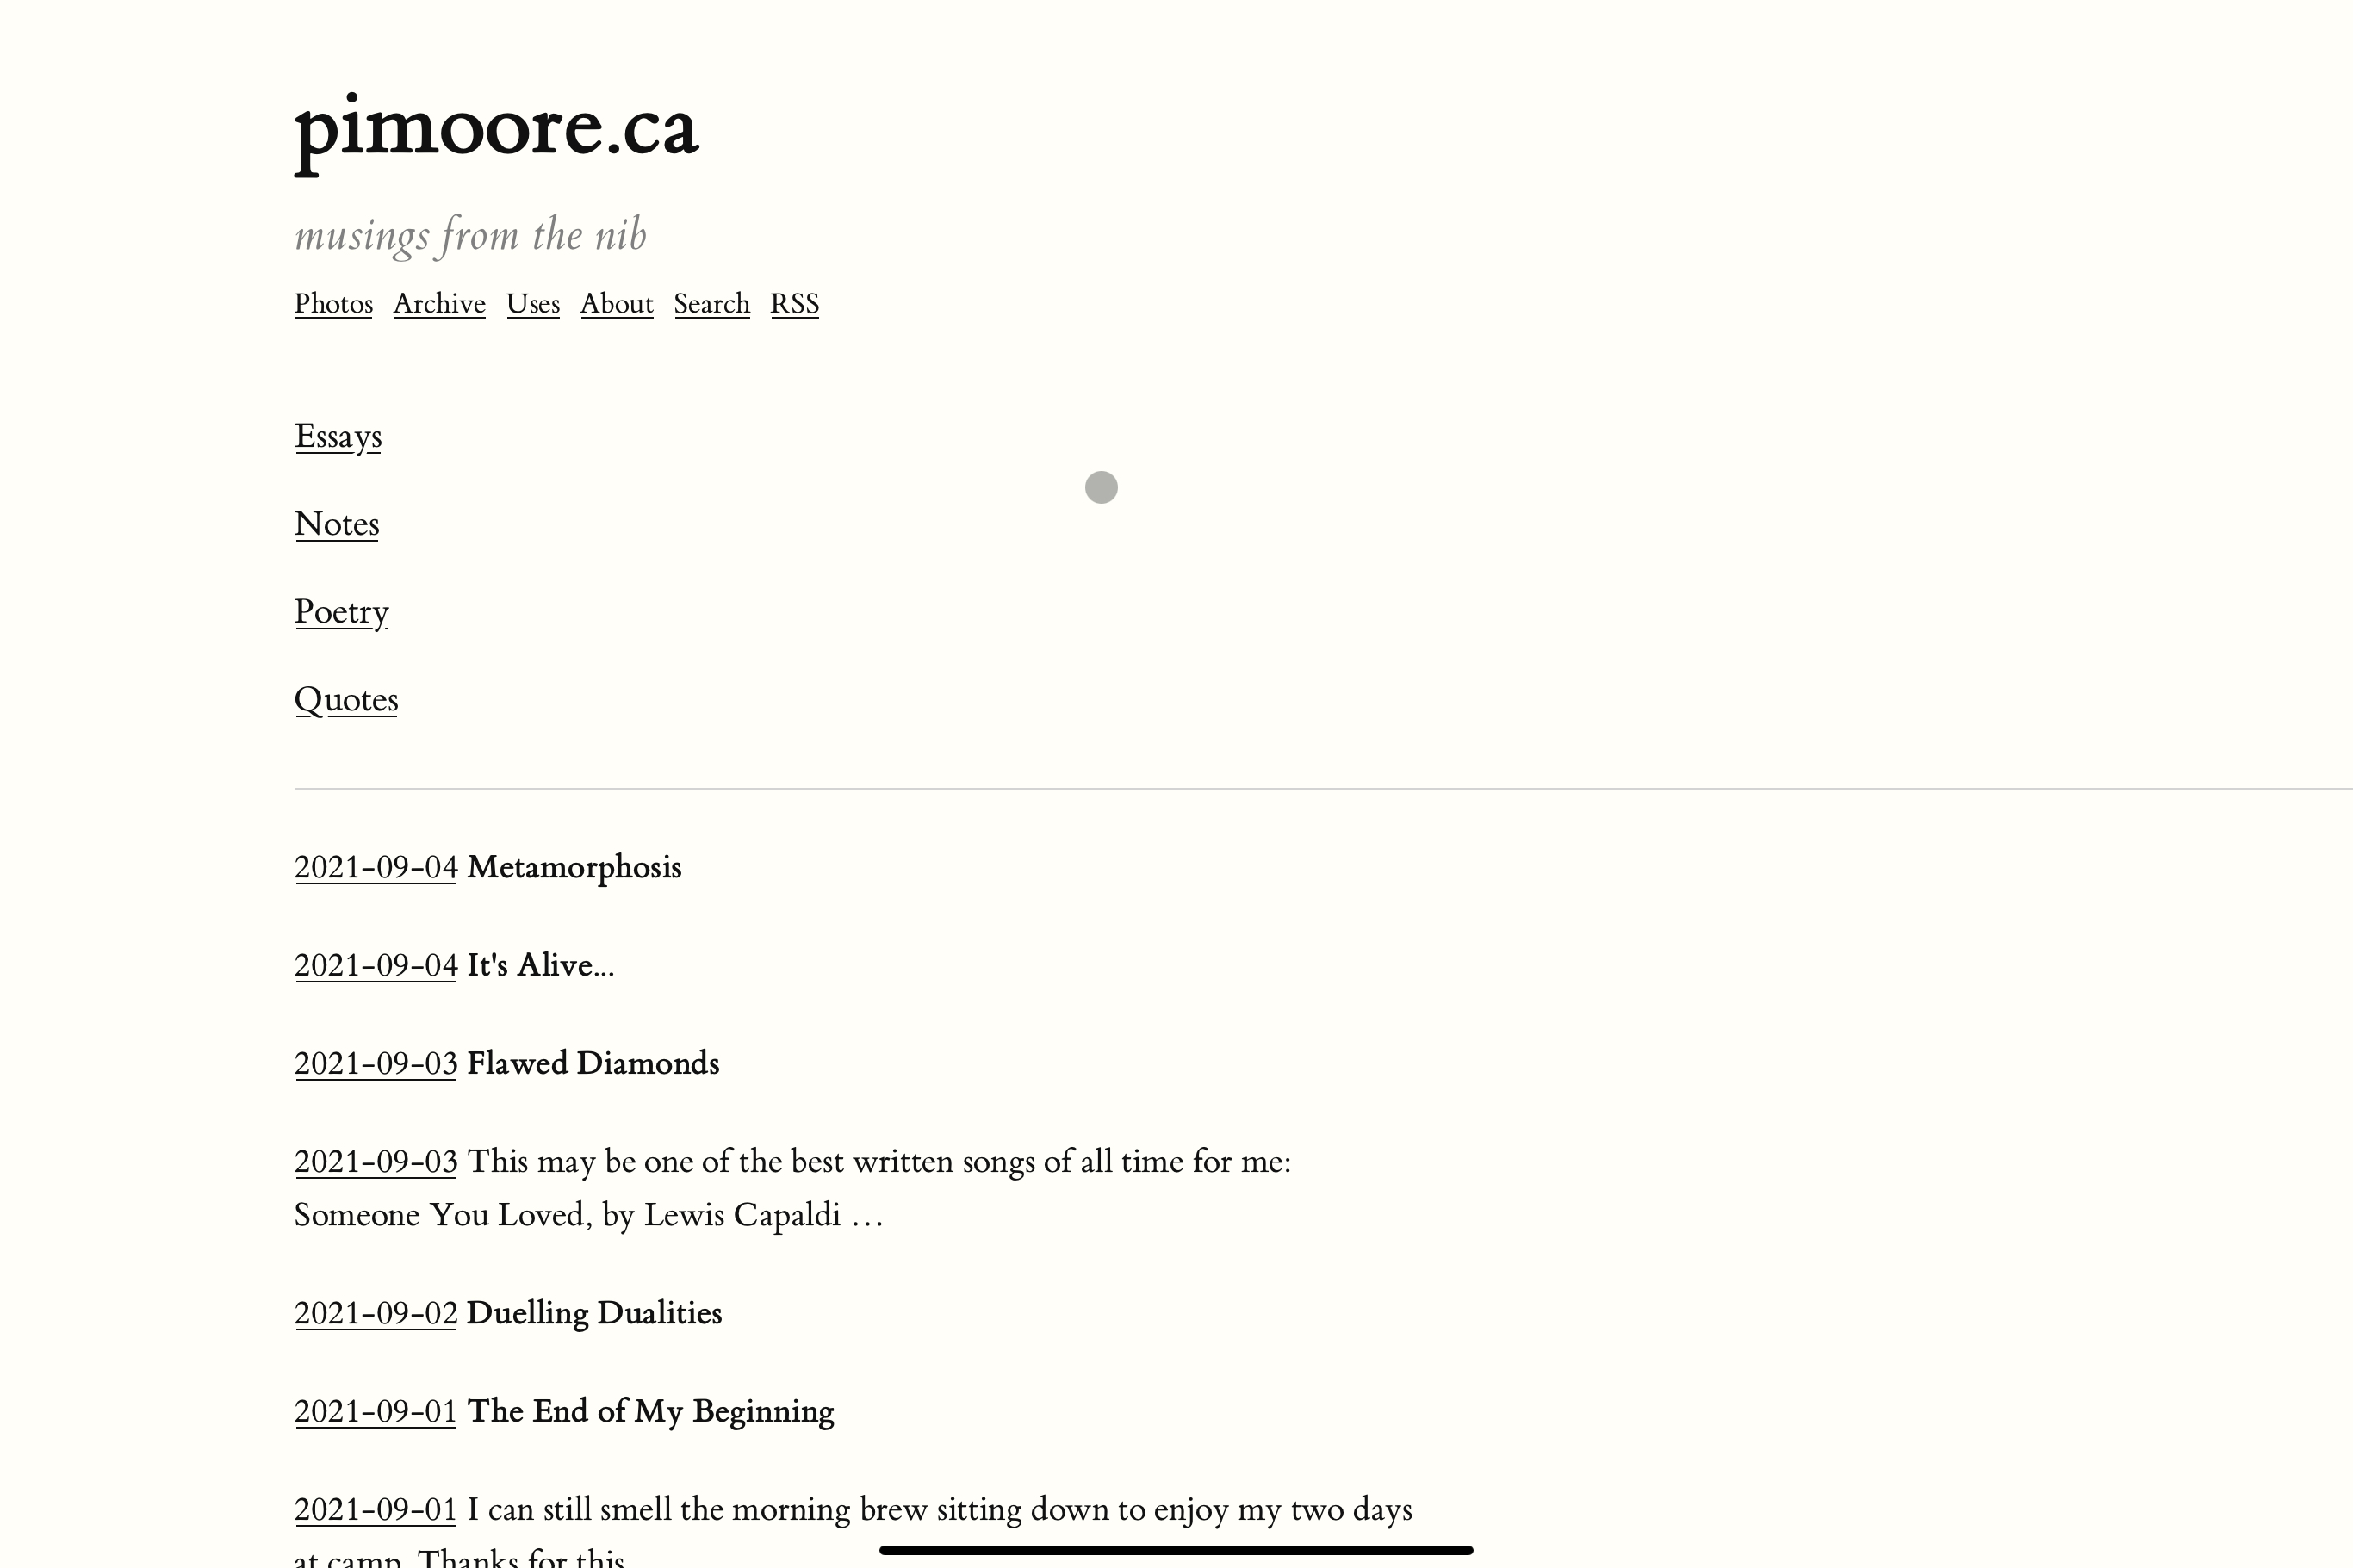 pimoore.ca
musings from the nib
Photos Archive Uses About Search RSS
Essays
Notes
Poetry
Quotes
2021-09-04 Metamorphosis
2021-09-04 It's Alive...
2021-09-03 Flawed Diamonds
2021-09-03 This may be one of the best written songs of all time for me:
Someone You Loved, by Lewis Capaldi …
2021-09-02 Duelling Dualities
2021-09-01 The End of My Beginning
2021-09-01 I can still smell the morning brew sitting down to enjoy my two days
at camp. Thanks for this